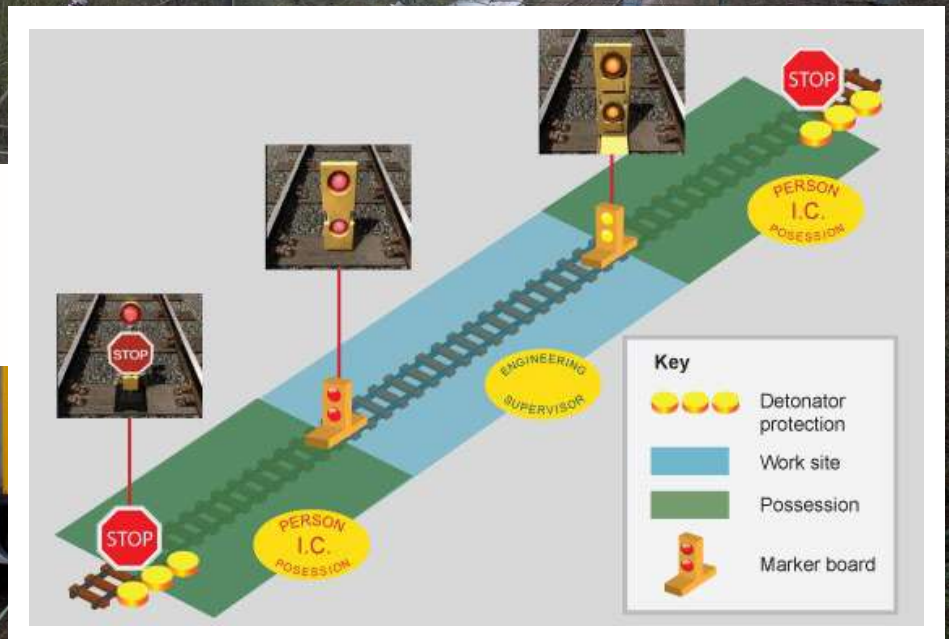 STOP
PERSON
I.C.
POSESSION
ENGINEERING
SUPERVISOR
STOP
STOP
PERSON
I.C.
POSESSION
Key
Detonator
protection
Work site
Possession
Marker board